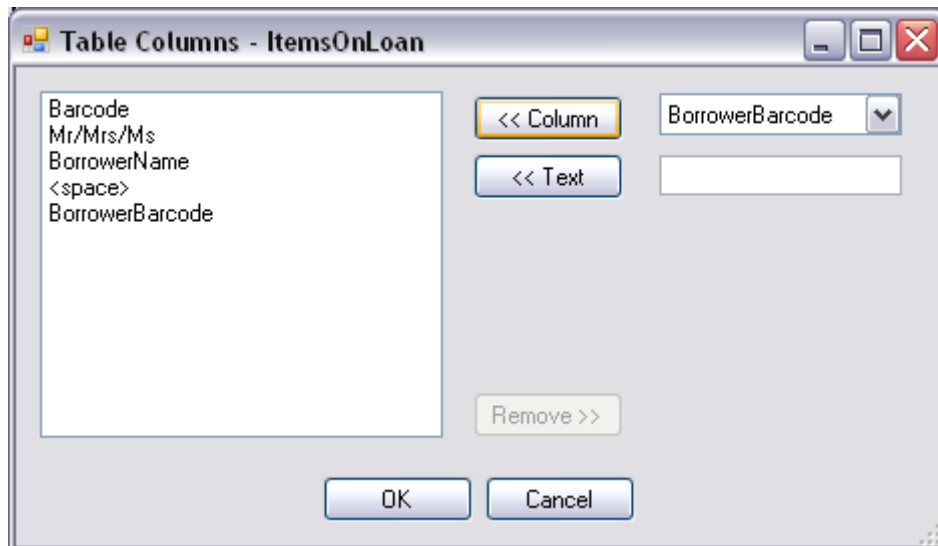 Table Columns - ItemsOnLoan
Barcode
Mr/Mrs/Ms
BorrowerName
<space>
BorrowerBarcode
<< Column
BorrowerBarcode
<< Text
Remove >>
OK
Cancel